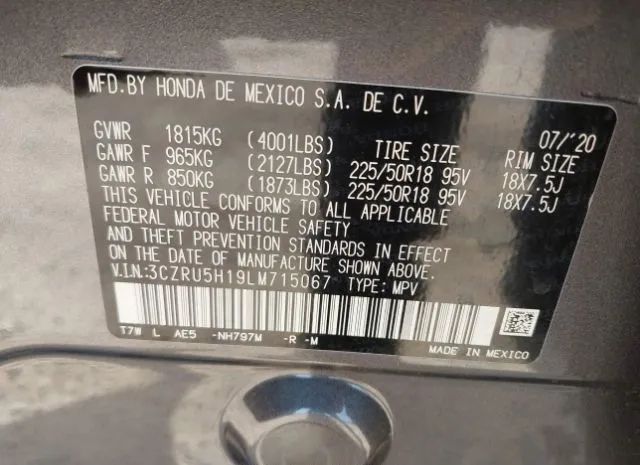 MFD.BY HONDA DE MEXICO S.A. DE C.V.
07/'20
GVWR 1815KG (4001LBS) TIRE SIZE RIM SIZE
GAWR F 965KG (2127LBS) 225/50R18 95V 18X7.5J
GAWR R 850KG (1873LBS) 225/50R18 95V 18X7.5J
THIS VEHICLE CONFORMS TO ALL APPLICABLE
FEDERAL MOTOR VEHICLE SAFETY
AND THEFT PREVENTION STANDARDS IN EFFECT
ON THE DATE OF MANUFACTURE SHOWN ABOVE.
V.I.N:3CZRU5H19LM715067 TYPE: MPV
T7W L AE5 -NH797M -R -M
MADE IN MEXICO